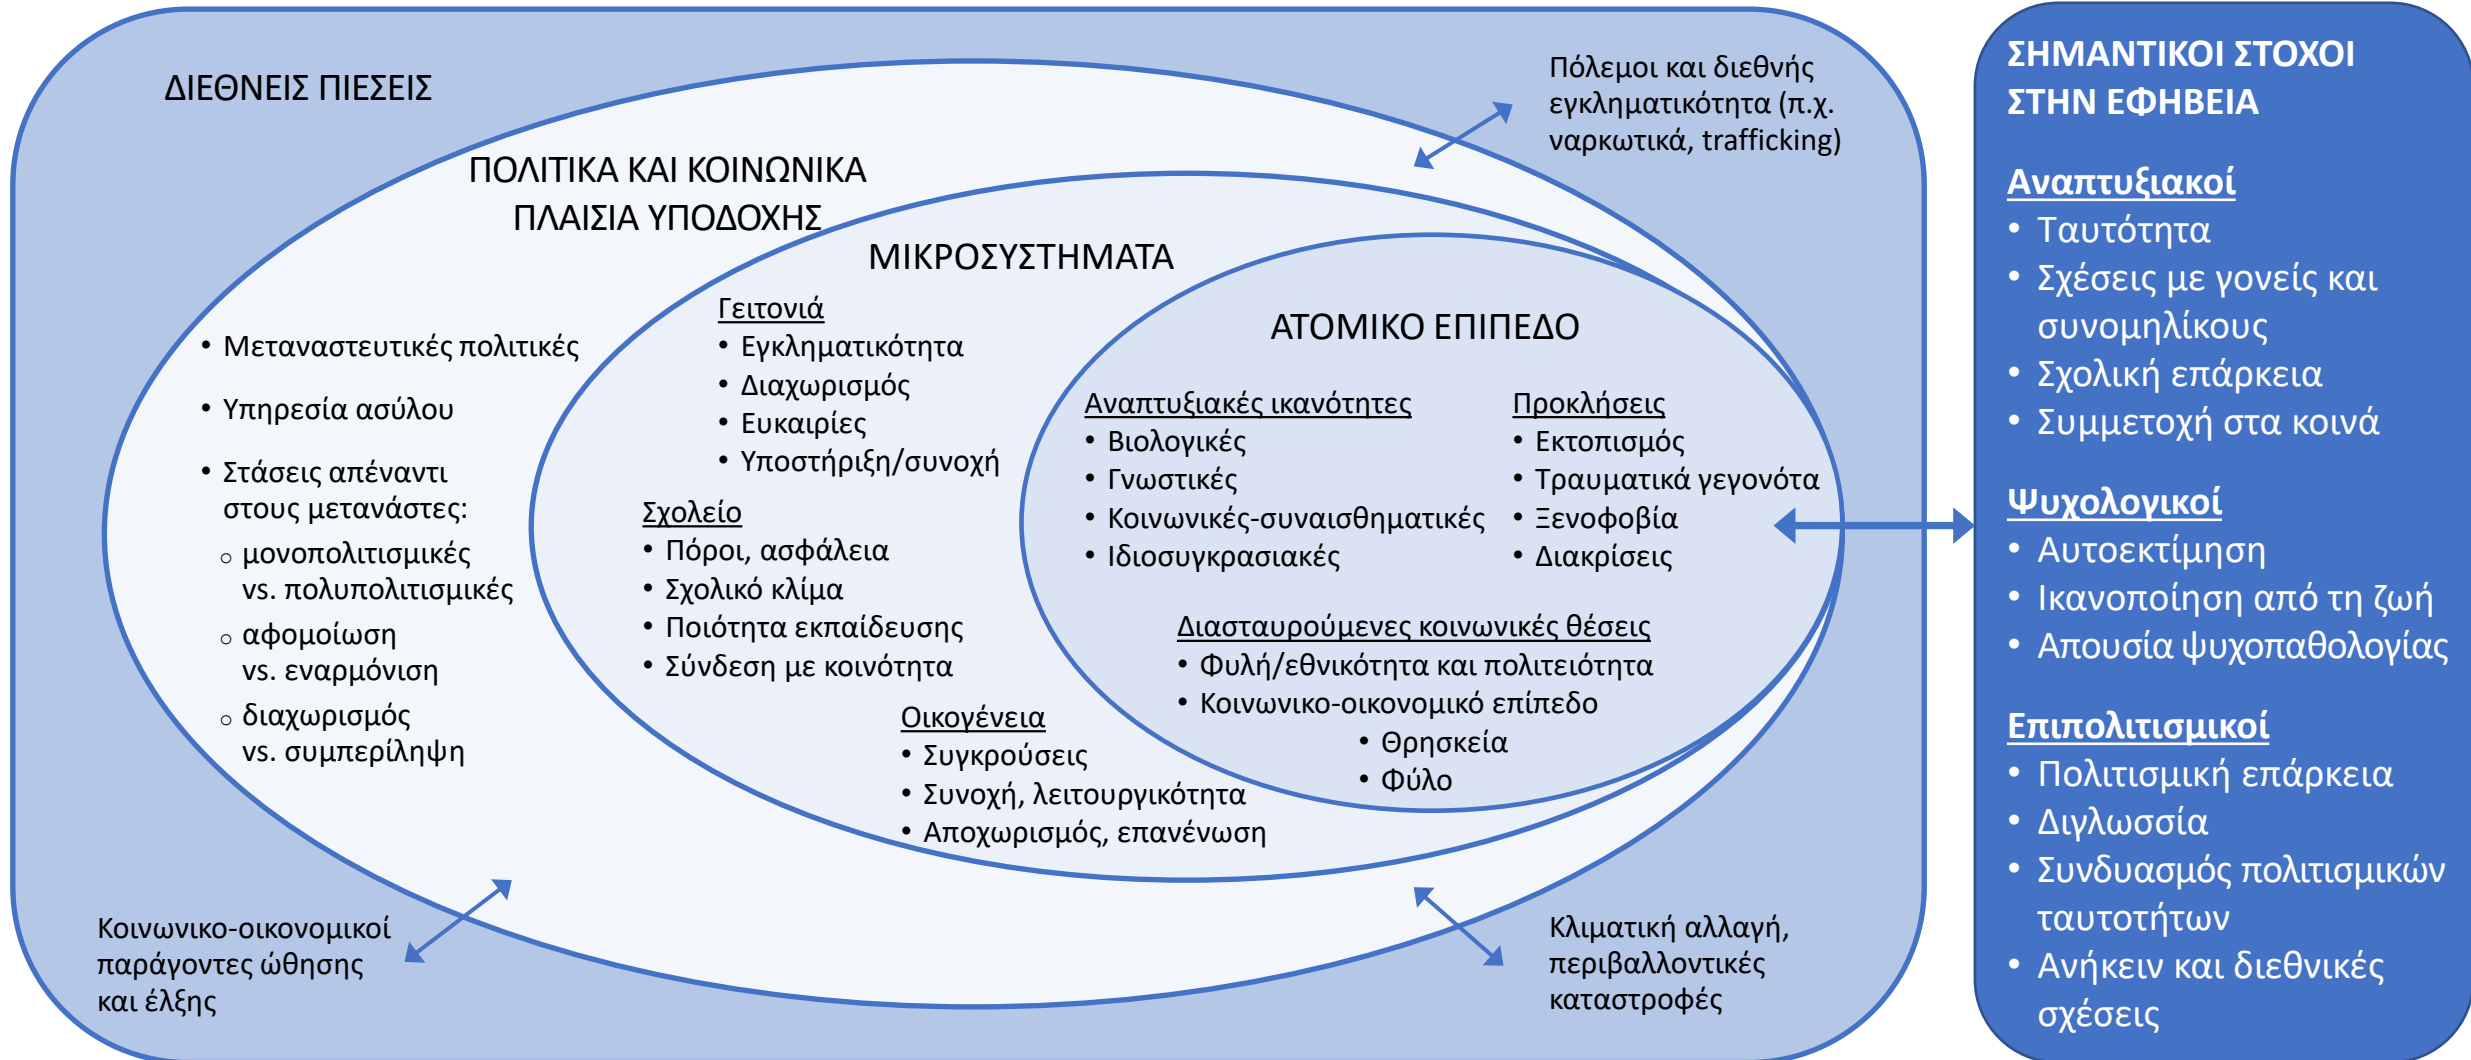 ΔΙΕΘΝΕΙΣ ΠΙΕΣΕΙΣ
Πόλεμοι και διεθνής
εγκληματικότητα (π.χ.
ναρκωτικά, trafficking)
ΠΟΛΙΤΙΚΑ ΚΑΙ ΚΟΙΝΩΝΙΚΑ
ΠΛΑΙΣΙΑ ΥΠΟΔΟΧΗΣ
• Μεταναστευτικές πολιτικές
• Υπηρεσία ασύλου
• Στάσεις απέναντι
στους μετανάστες:
○ μονοπολιτισμικές
vs. πολυπολιτισμικές
○ αφομοίωση
vs. εναρμόνιση
○ διαχωρισμός
vs. συμπερίληψη
ΜΙΚΡΟΣΥΣΤΗΜΑΤΑ
Γειτονιά
• Εγκληματικότητα
• Διαχωρισμός
• Ευκαιρίες
• Υποστήριξη/συνοχή
Σχολείο
• Πόροι, ασφάλεια
• Σχολικό κλίμα
• Ποιότητα εκπαίδευσης
• Σύνδεση με κοινότητα
Οικογένεια
• Συγκρούσεις
• Συνοχή, λειτουργικότητα
• Αποχωρισμός, επανένωση
ΑΤΟΜΙΚΟ ΕΠΙΠΕΔΟ
Αναπτυξιακές ικανότητες
• Βιολογικές
• Γνωστικές
• Κοινωνικές-συναισθηματικές
• Ιδιοσυγκρασιακές
Προκλήσεις
• Εκτοπισμός
• Τραυματικά γεγονότα
• Ξενοφοβία
• Διακρίσεις
Διασταυρούμενες κοινωνικές θέσεις
• Φυλή/εθνικότητα και πολιτειότητα
• Κοινωνικο-οικονομικό επίπεδο
• Θρησκεία
• Φύλο
Κοινωνικο-οικονομικοί
παράγοντες ώθησης
και έλξης
Κλιματική αλλαγή,
περιβαλλοντικές
καταστροφές
ΣΗΜΑΝΤΙΚΟΙ ΣΤΟΧΟΙ
ΣΤΗΝ ΕΦΗΒΕΙΑ
Αναπτυξιακοί
• Ταυτότητα
• Σχέσεις με γονείς και
συνομηλίκους
• Σχολική επάρκεια
• Συμμετοχή στα κοινά
Ψυχολογικοί
• Αυτοεκτίμηση
• Ικανοποίηση από τη ζωή
• Απουσία ψυχοπαθολογίας
Επιπολιτισμικοί
• Πολιτισμική επάρκεια
• Διγλωσσία
• Συνδυασμός πολιτισμικών
ταυτοτήτων
• Ανήκειν και διεθνικές
σχέσεις